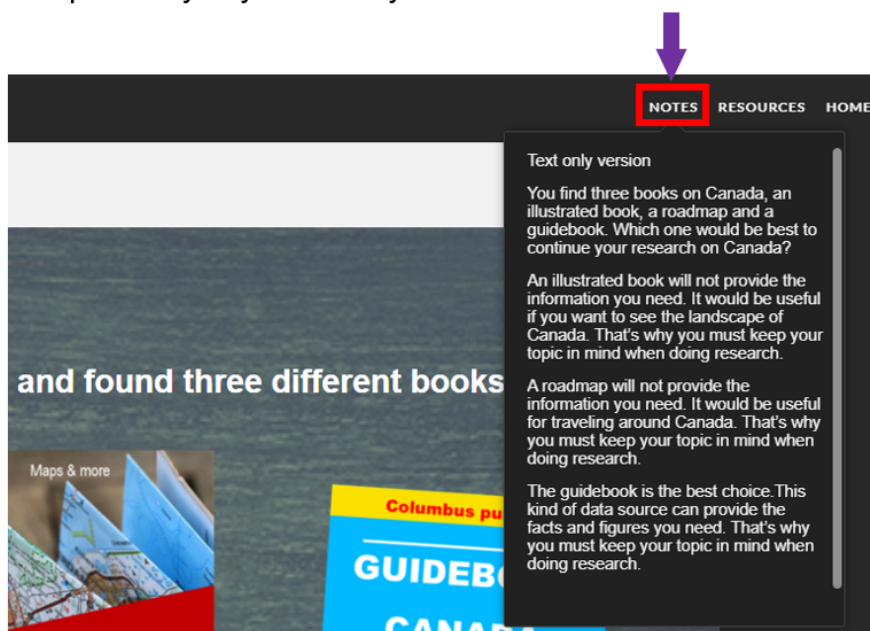 NOTES RESOURCES HOME
Text only version
You find three books on Canada, an
illustrated book, a roadmap and a
guidebook. Which one would be best to
continue your research on Canada?
An illustrated book will not provide the
information you need. It would be useful
if you want to see the landscape of
Canada. That's why you must keep your
topic in mind when doing research.
A roadmap will not provide the
information you need. It would be useful
for traveling around Canada. That's why
you must keep your topic in mind when
doing research.
The guidebook is the best choice.This
kind of data source can provide the
facts and figures you need. That's why
you must keep your topic in mind when
doing research.
and found three different books
Maps & more
Columbus pu
GUIDEB
CANADA